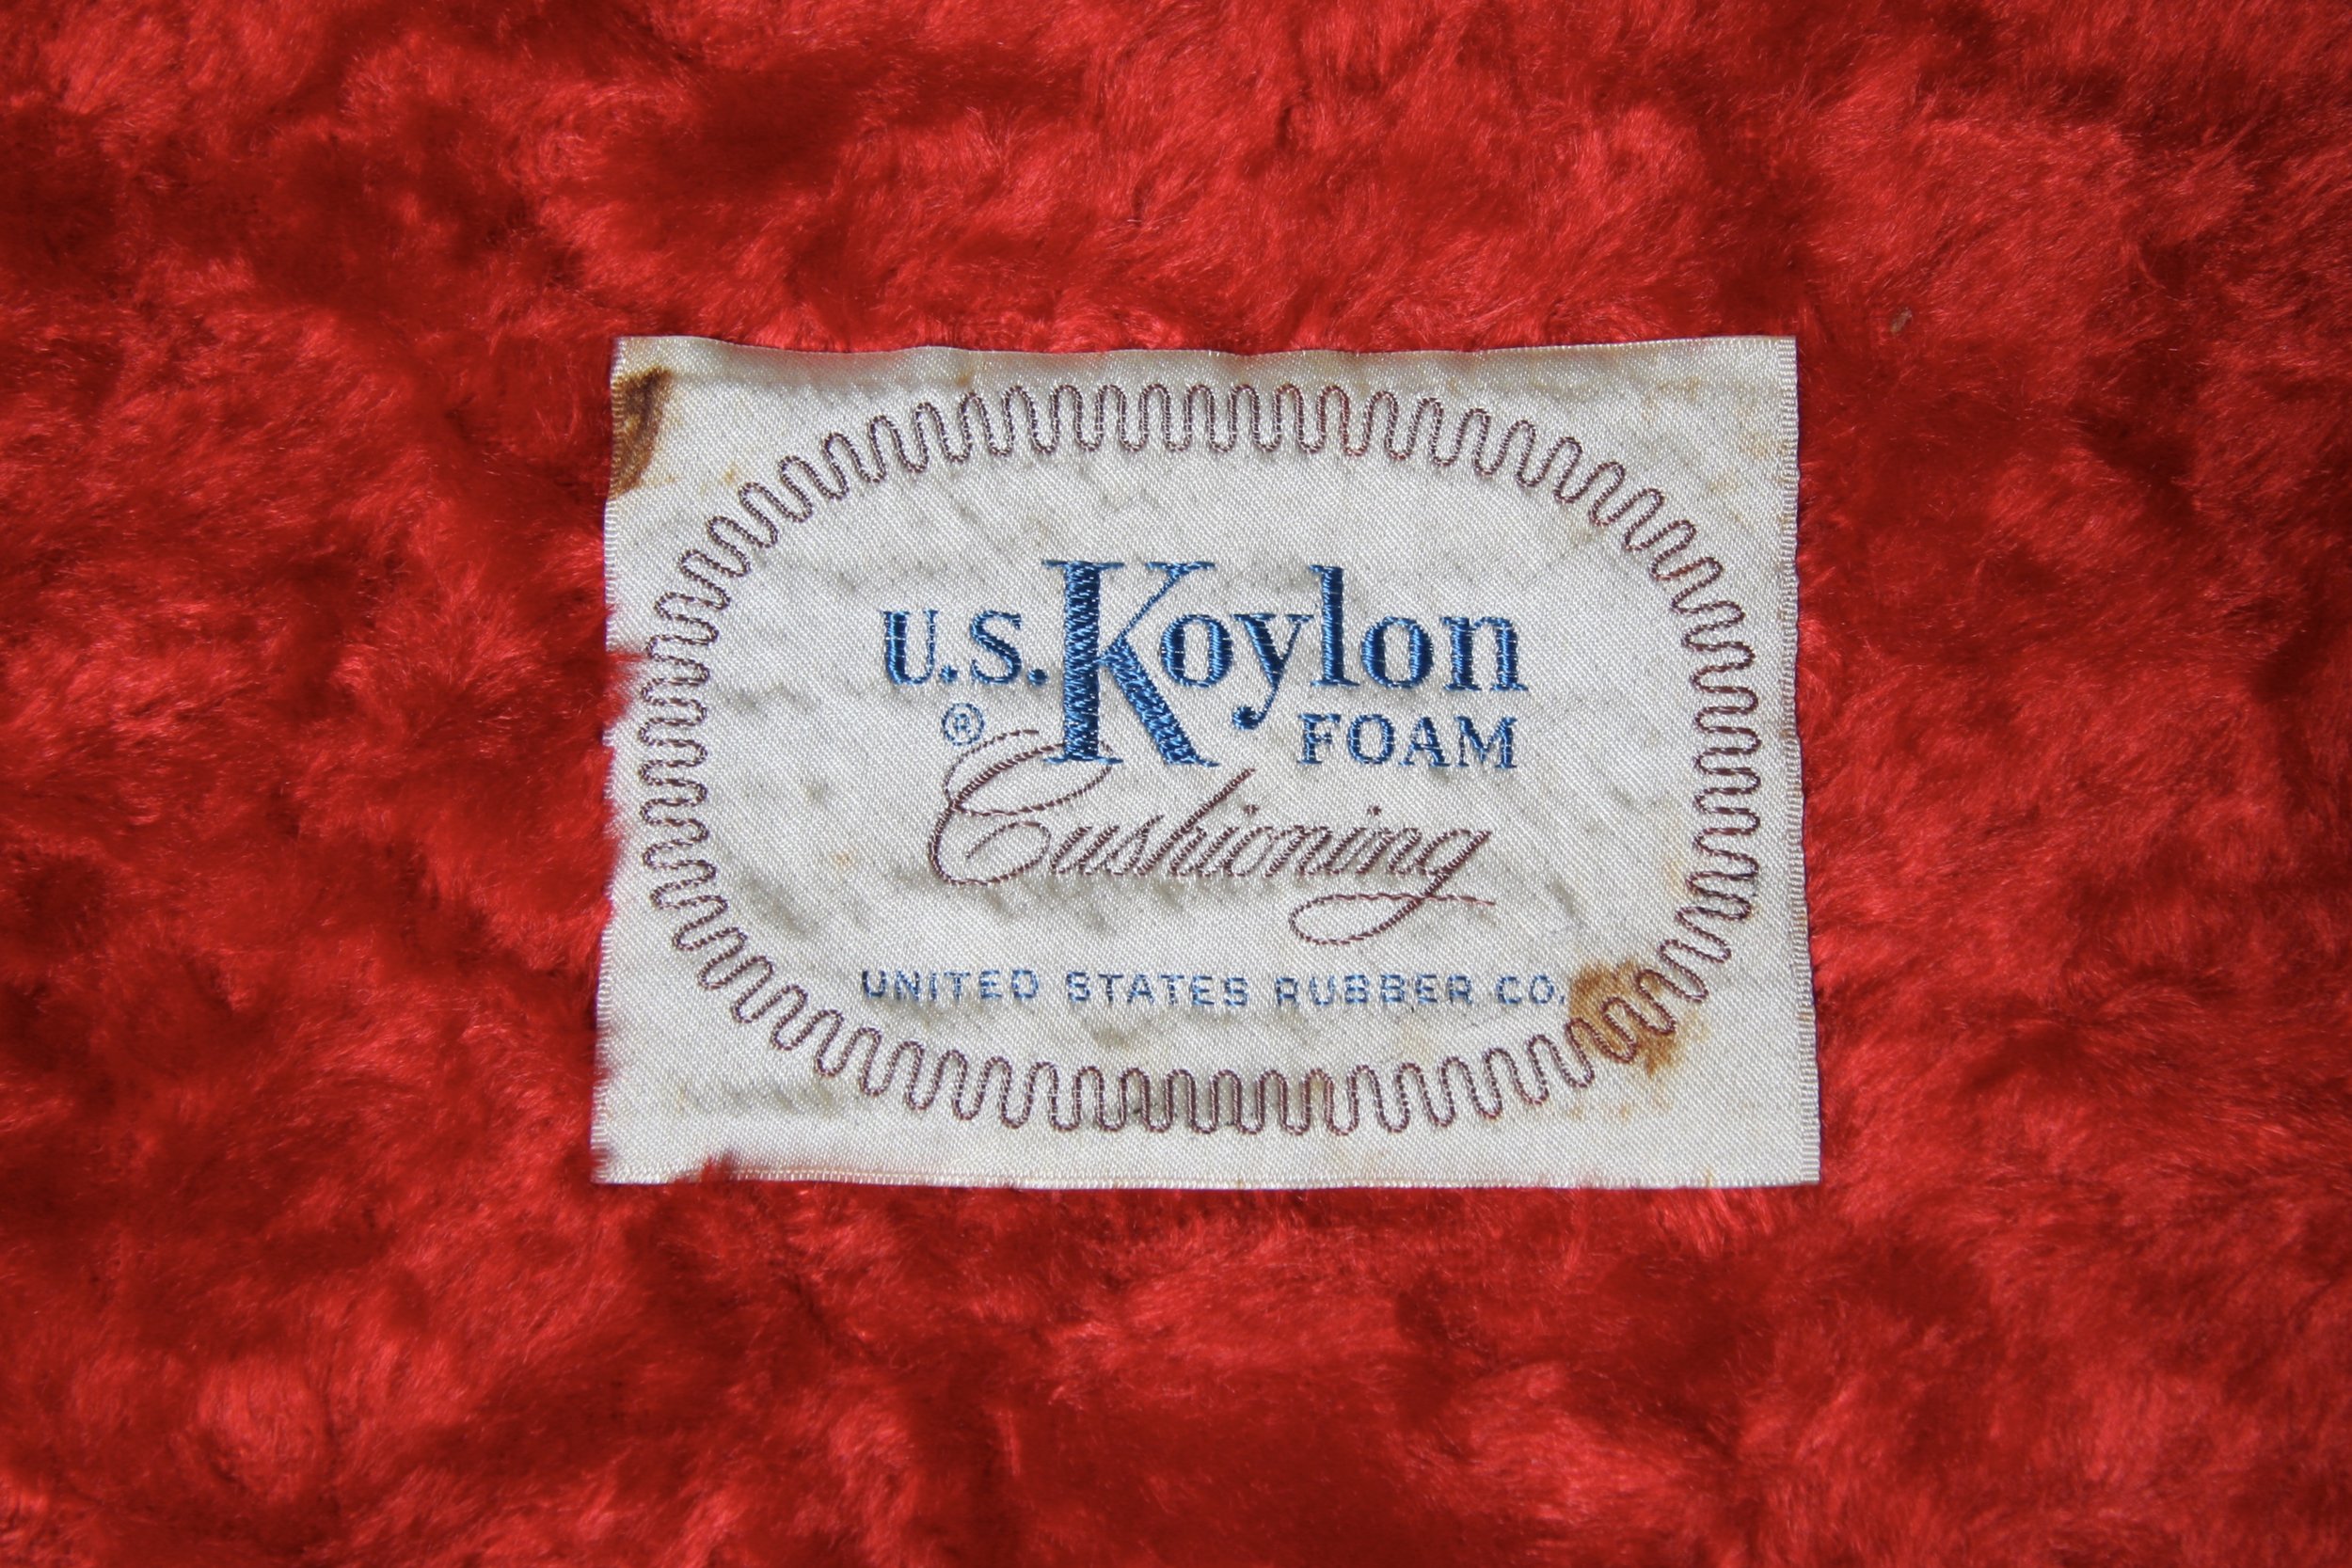 U.S. Koylon
® FOAM
Cushioning
UNITED STATES RUBBER CO.